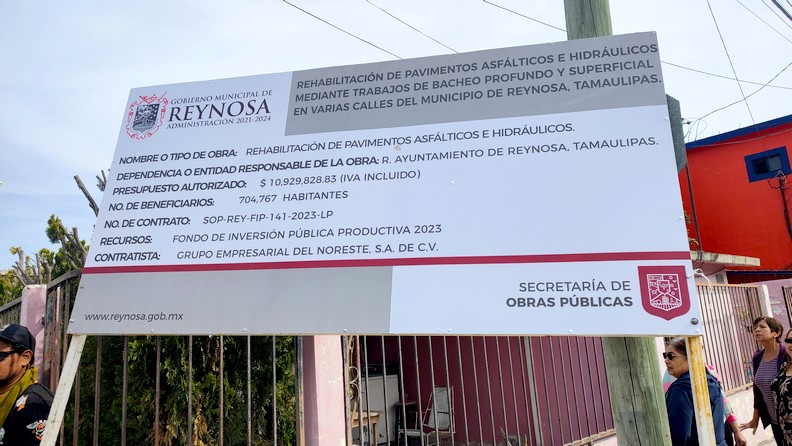 GOBIERNO MUNICIPAL DE
REYNOSA
ADMINISTRACIÓN 2021-2024
REHABILITACIÓN DE PAVIMENTOS ASFÁLTICOS E HIDRÁULICOS
MEDIANTE TRABAJOS DE BACHEO PROFUNDO Y SUPERFICIAL
EN VARIAS CALLES DEL MUNICIPIO DE REYNOSA, TAMAULIPAS.
NOMBRE O TIPO DE OBRA: REHABILITACIÓN DE PAVIMENTOS ASFÁLTICOS E HIDRÁULICOS.
DEPENDENCIA O ENTIDAD RESPONSABLE DE LA OBRA: R. AYUNTAMIENTO DE REYNOSA, TAMAULIPAS.
PRESUPUESTO AUTORIZADO: $ 10,929,828.83 (IVA INCLUIDO)
NO. DE BENEFICIARIOS: 704,767 HABITANTES
NO. DE CONTRATO: SOP-REY-FIP-141-2023-LP
RECURSOS: FONDO DE INVERSIÓN PÚBLICA PRODUCTIVA 2023
CONTRATISTA: GRUPO EMPRESARIAL DEL NORESTE, S.A. DE C.V.
www.reynosa.gob.mx
SECRETARÍA DE
OBRAS PÚBLICAS